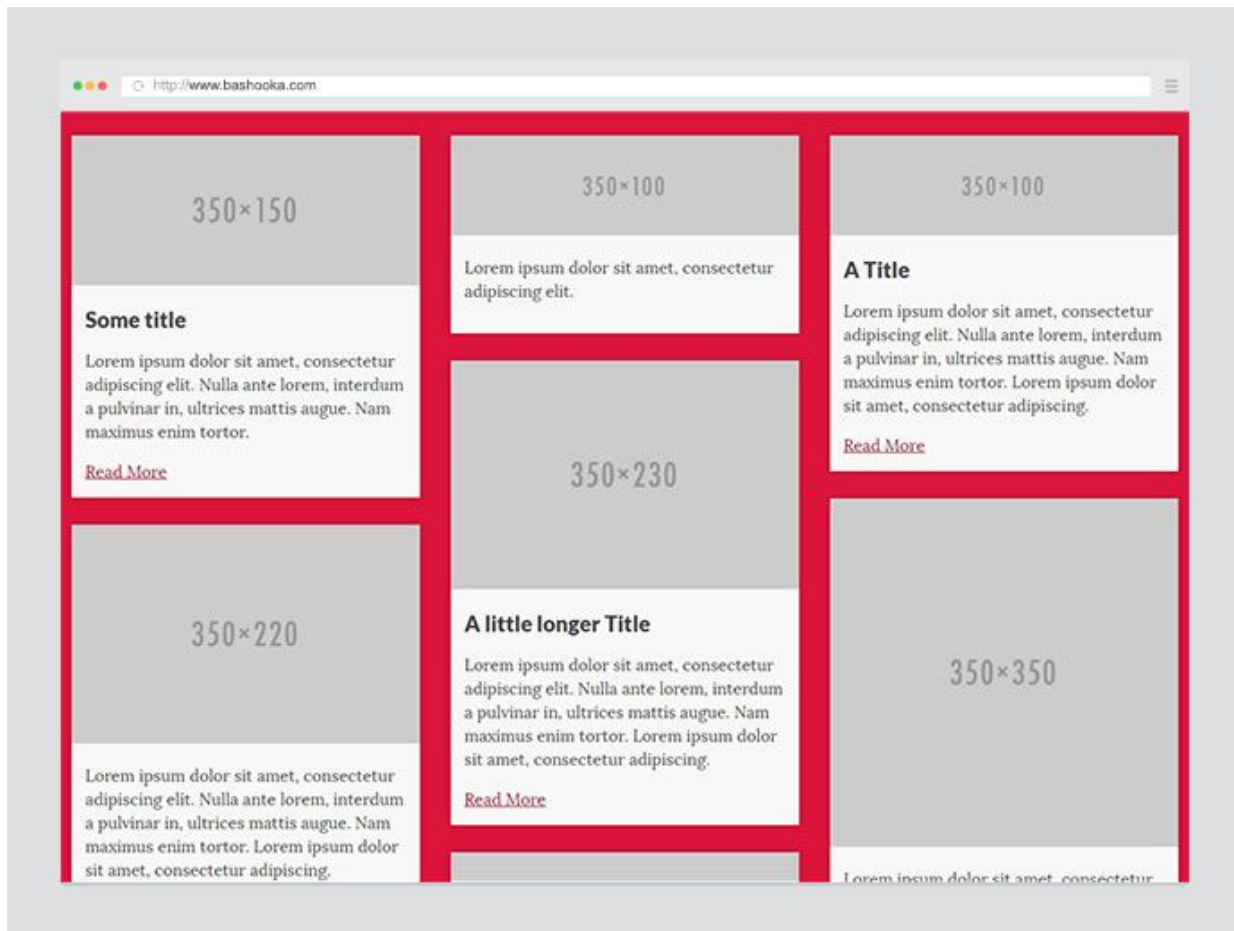 http://www.bashooka.com
350×150
Some title
Lorem ipsum dolor sit amet, consectetur
adipiscing elit. Nulla ante lorem, interdum
a pulvinar in, ultrices mattis augue. Nam
maximus enim tortor.
Read More
350×220
Lorem ipsum dolor sit amet, consectetur
adipiscing elit. Nulla ante lorem, interdum
a pulvinar in, ultrices mattis augue. Nam
maximus enim tortor. Lorem ipsum dolor
sit amet, consectetur adipiscing.
350×100
Lorem ipsum dolor sit amet, consectetur
adipiscing elit.
350×230
A little longer Title
Lorem ipsum dolor sit amet, consectetur
adipiscing elit. Nulla ante lorem, interdum
a pulvinar in, ultrices mattis augue. Nam
maximus enim tortor. Lorem ipsum dolor
sit amet, consectetur adipiscing.
Read More
350×100
A Title
Lorem ipsum dolor sit amet, consectetur
adipiscing elit. Nulla ante lorem, interdum
a pulvinar in, ultrices mattis augue. Nam
maximus enim tortor. Lorem ipsum dolor
sit amet, consectetur adipiscing.
Read More
350×350
Lorem ipsum dolor sit amet, consectetur